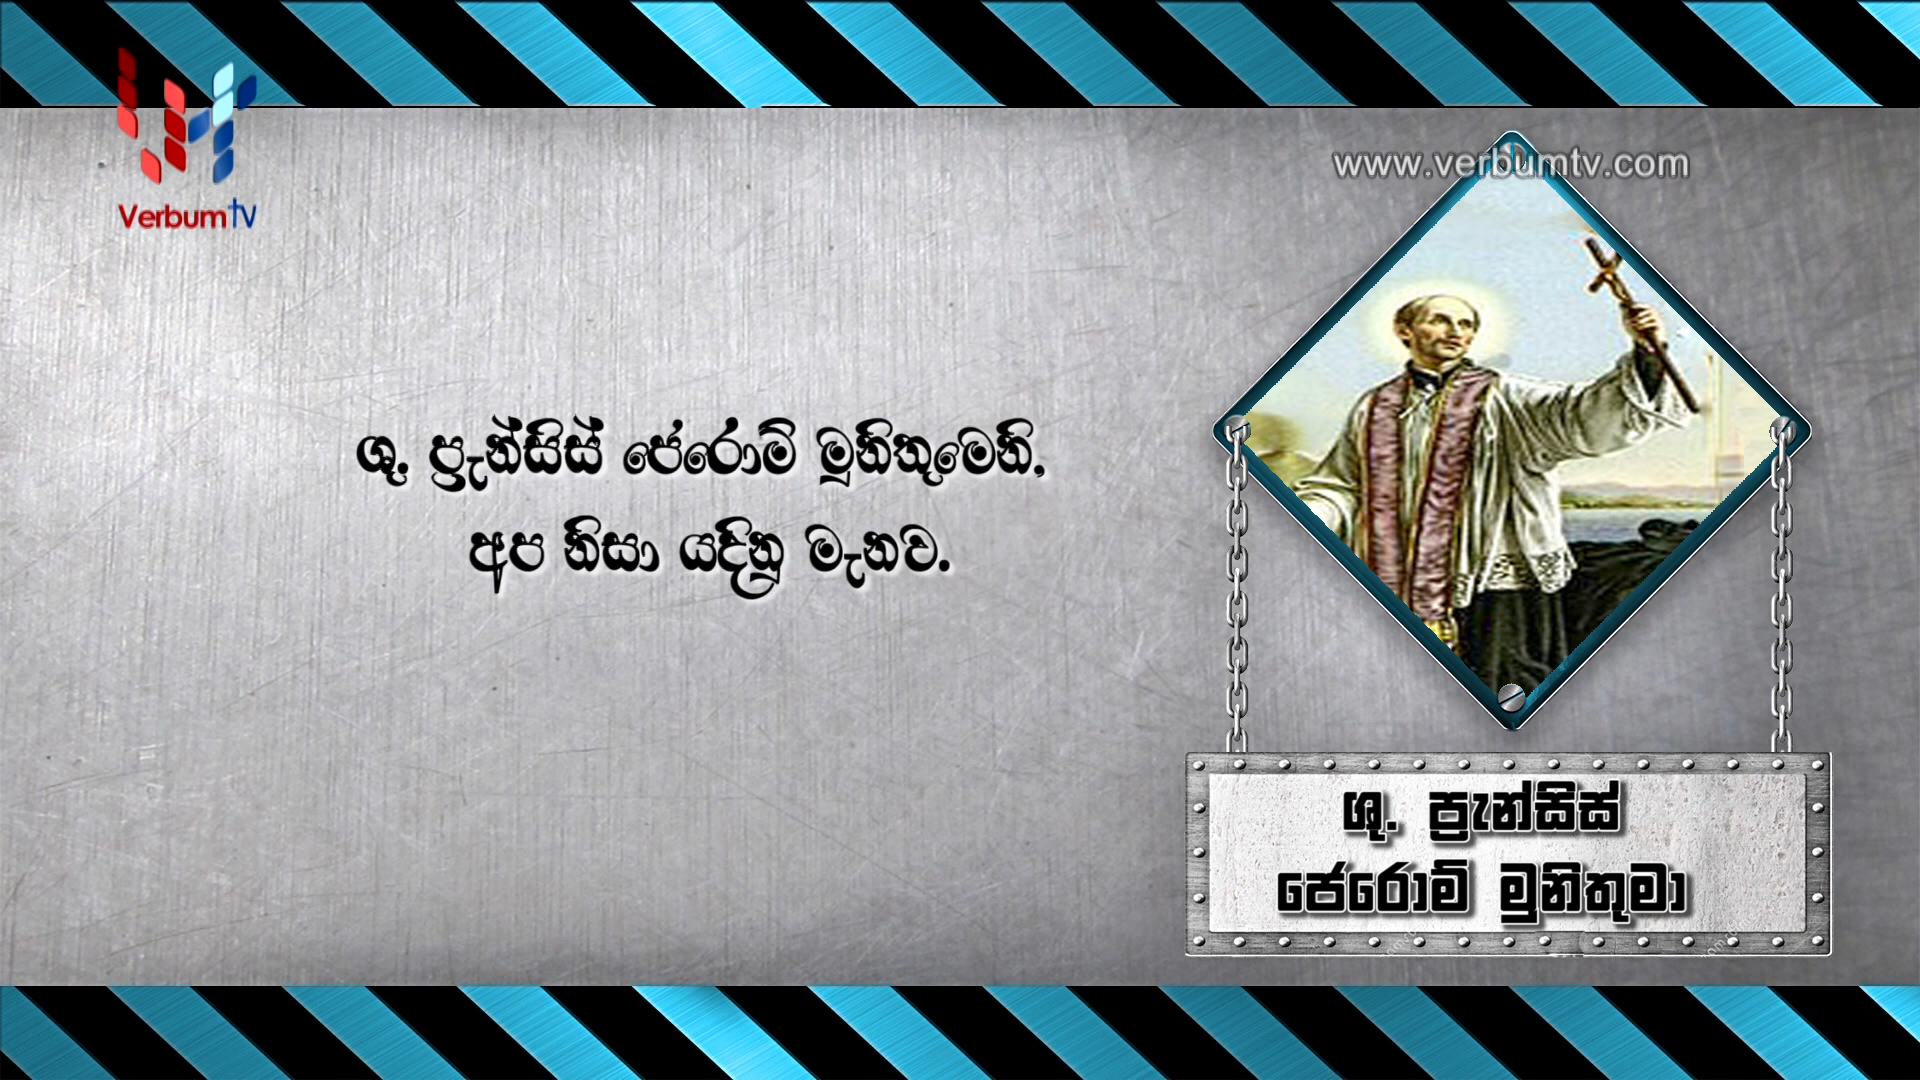 VerbumTV
www.verbumtv.com
ශු. ප්‍රැන්සිස් ජේරොම් මුනිතුමෙනි,
අප නිසා යදිනු මැනව.
ශු. ප්‍රැන්සිස්
ජෙරොම් මුනිතුමා